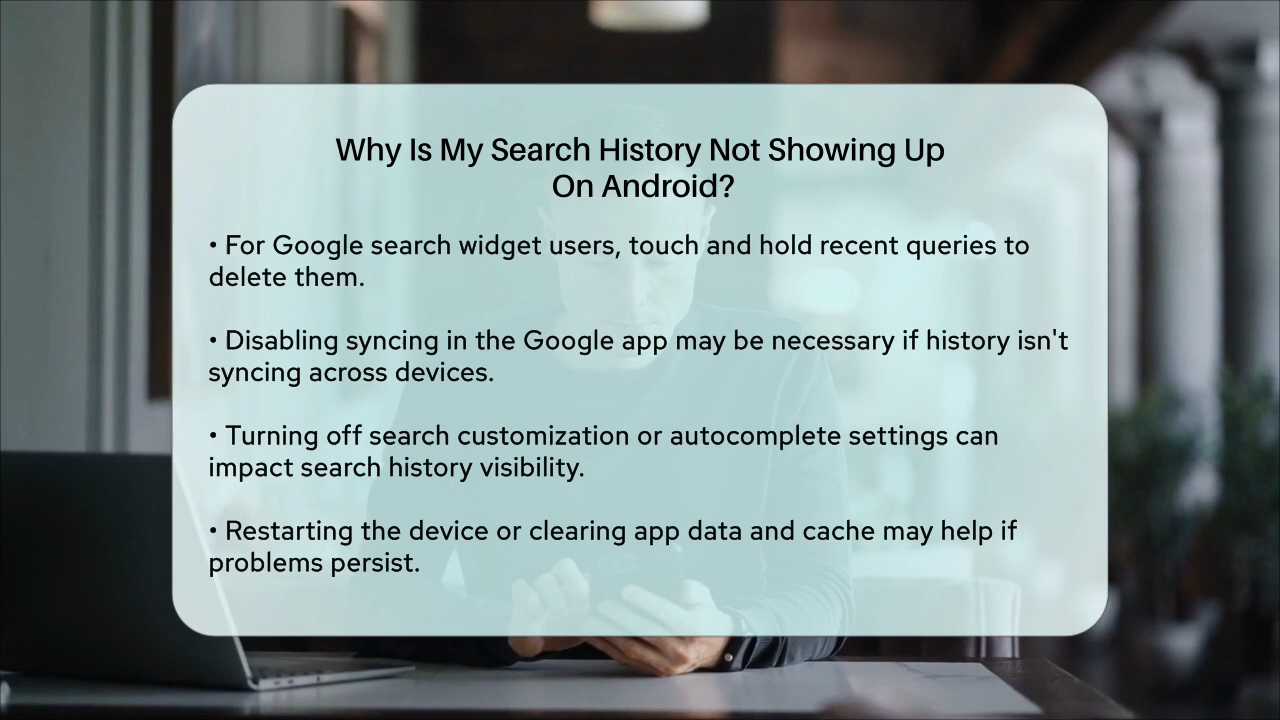 Why Is My Search History Not Showing Up
On Android?
• For Google search widget users, touch and hold recent queries to
delete them.
• Disabling syncing in the Google app may be necessary if history isn't
syncing across devices.
• Turning off search customization or autocomplete settings can
impact search history visibility.
• Restarting the device or clearing app data and cache may help if
problems persist.